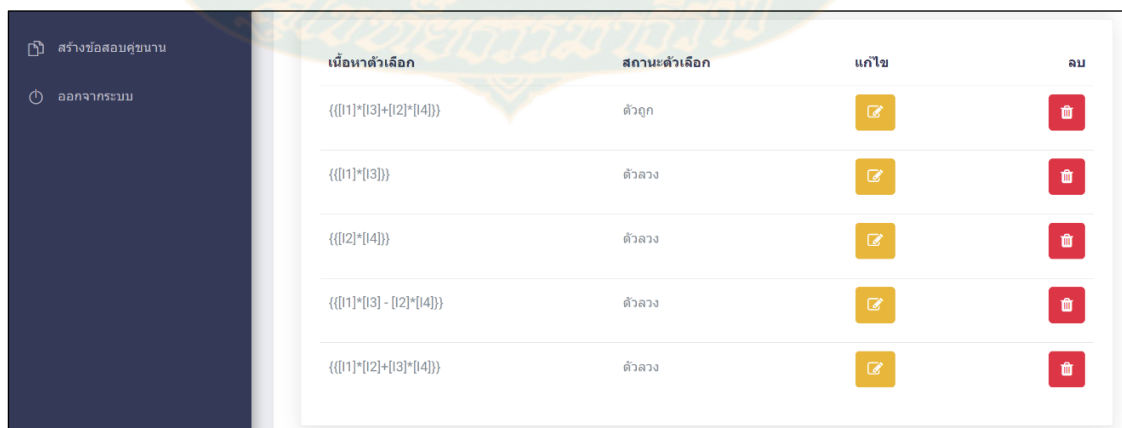 สร้างข้อสอบคู่ขนาน
ออกจากระบบ
เนื้อหาตัวเลือก สถานะตัวเลือก แก้ไข ลบ
{{[I1]*[I3]+[I2]*[I4]}} ตัวถูก
{{[I1]*[I3]}} ตัวลวง
{{[I2]*[I4]}} ตัวลวง
{{[I1]*[I3] - [I2]*[I4]}} ตัวลวง
{{[I1]*[I2]+[I3]*[I4]}} ตัวลวง